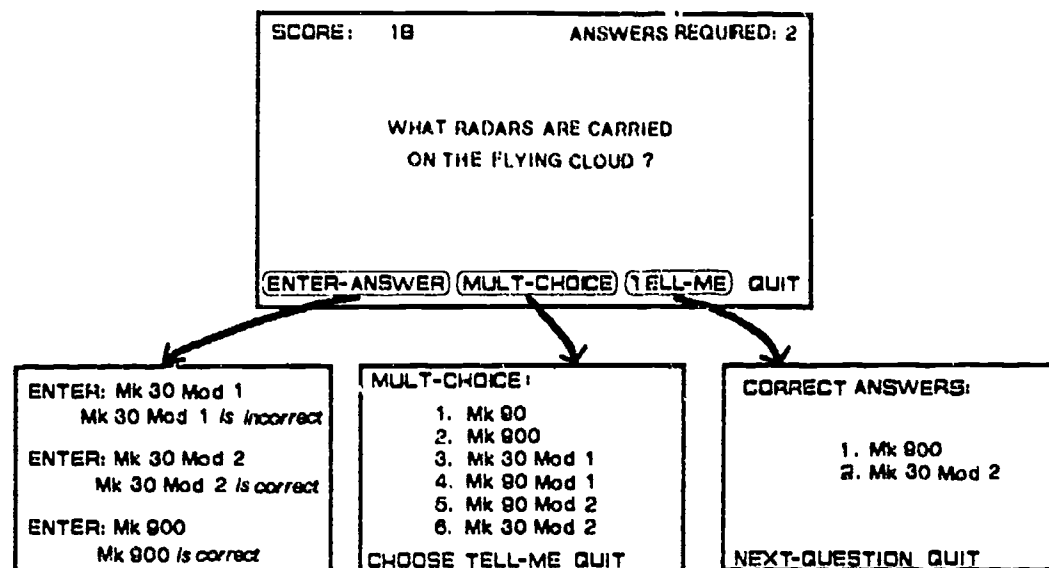 SCORE: 18 ANSWERS REQUIRED: 2
WHAT RADARS ARE CARRIED
ON THE FLYING CLOUD ?
ENTER-ANSWER MULT-CHOICE TELL-ME QUIT
ENTER: Mk 30 Mod 1
Mk 30 Mod 1 is incorrect
ENTER: Mk 30 Mod 2
Mk 30 Mod 2 is correct
ENTER: Mk 900
Mk 900 is correct
MULT-CHOICE:
1. Mk 90
2. Mk 900
3. Mk 30 Mod 1
4. Mk 90 Mod 1
5. Mk 90 Mod 2
6. Mk 30 Mod 2
CHOOSE TELL-ME QUIT
CORRECT ANSWERS:
1. Mk 900
2. Mk 30 Mod 2
NEXT-QUESTION QUIT